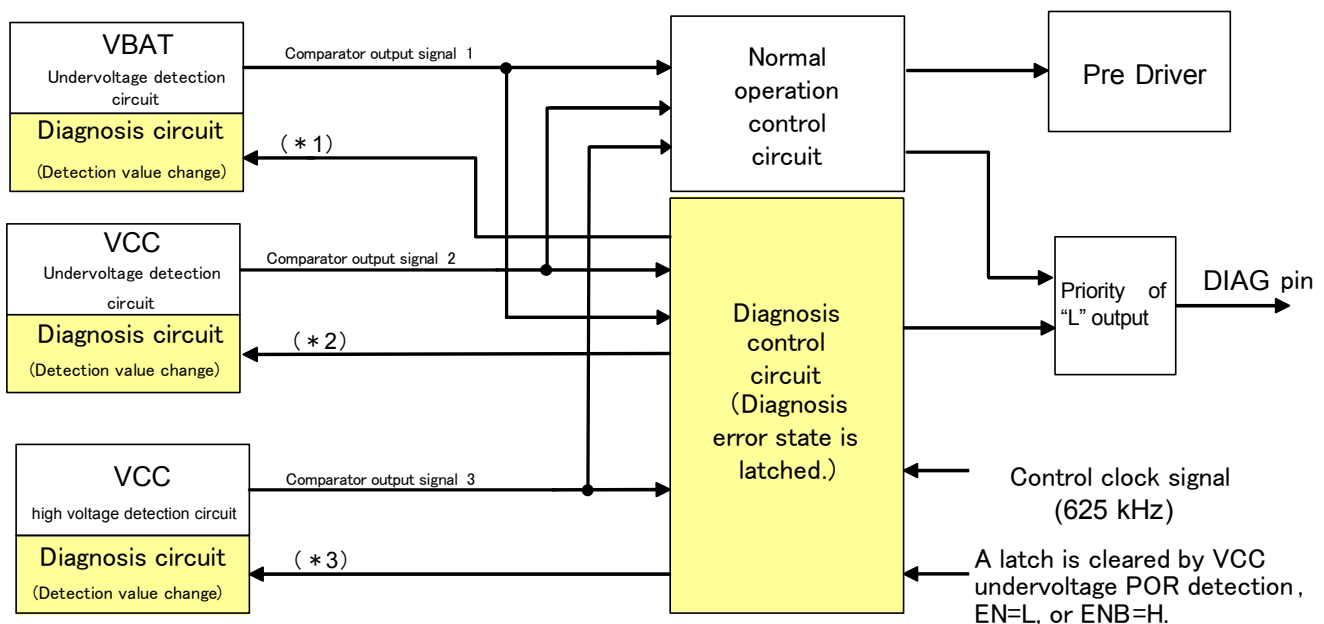 VBAT
Undervoltage detection
circuit
Diagnosis circuit
(Detection value change)
Comparator output signal 1
(*1)
VCC
Undervoltage detection
circuit
Diagnosis circuit
(Detection value change)
Comparator output signal 2
(*2)
VCC
high voltage detection circuit
Diagnosis circuit
(Detection value change)
Comparator output signal 3
(*3)
Normal
operation
control
circuit
Diagnosis
control
circuit
(Diagnosis
error state is
latched.)
Pre Driver
Priority of
“L” output
DIAG pin
Control clock signal
(625 kHz)
A latch is cleared by VCC
undervoltage POR detection,
EN=L, or ENB=H.